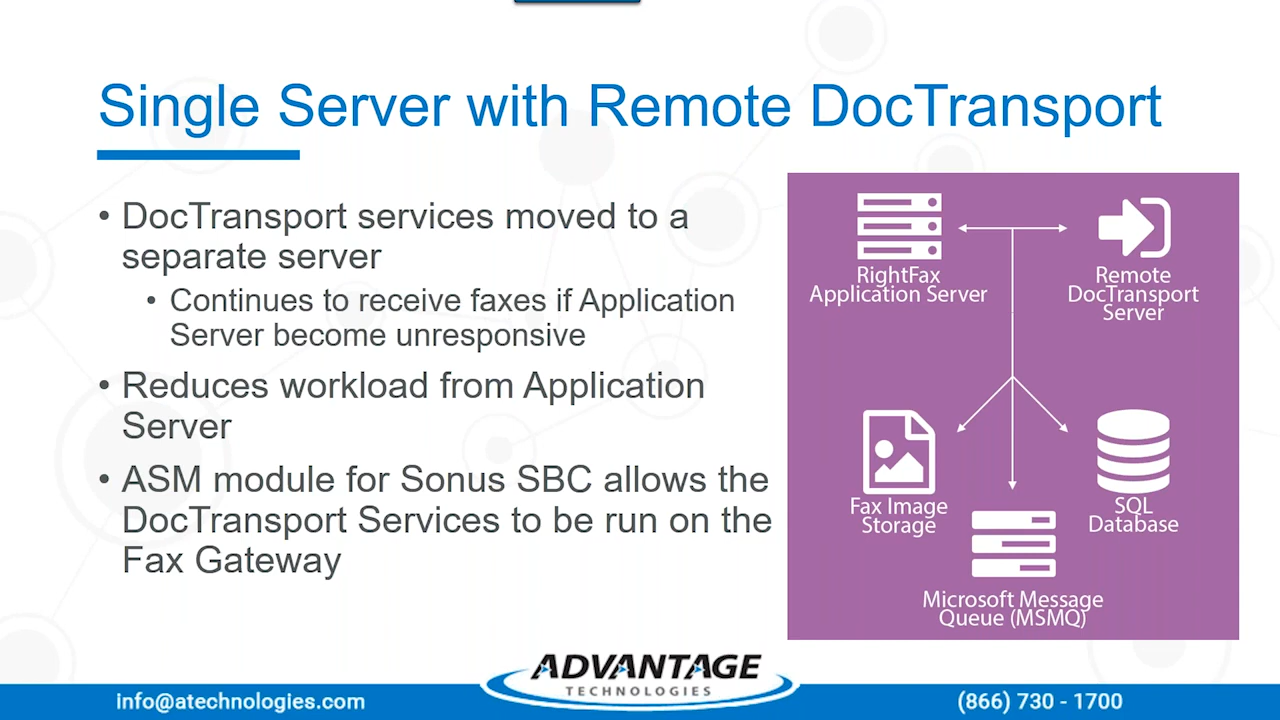 Single Server with Remote DocTransport
• DocTransport services moved to a
separate server
• Continues to receive faxes if Application
Server become unresponsive
• Reduces workload from Application
Server
• ASM module for Sonus SBC allows the
DocTransport Services to be run on the
Fax Gateway
RightFax
Application Server
Remote
DocTransport
Server
Fax Image
Storage
SQL
Database
Microsoft Message
Queue (MSMQ)
info@atechnologies.com
ADVANTAGE
TECHNOLOGIES
(866) 730 - 1700